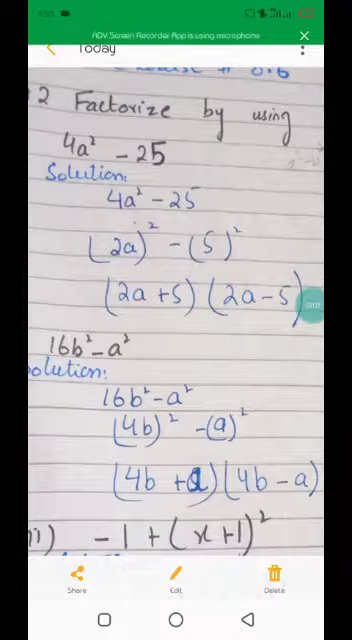 ADV Screen Recorder App is using microphone
Today
2 Factorize by using
4a² - 25
Solution:
4a² - 25
(2a)² - (5)²
(2a + 5) (2a - 5)
16b² - a²
olution:
16b² - a²
(4b)² - (a)²
(4b + a) (4b - a)
ii) - 1 + (x + 1)²
Share Edit Delete